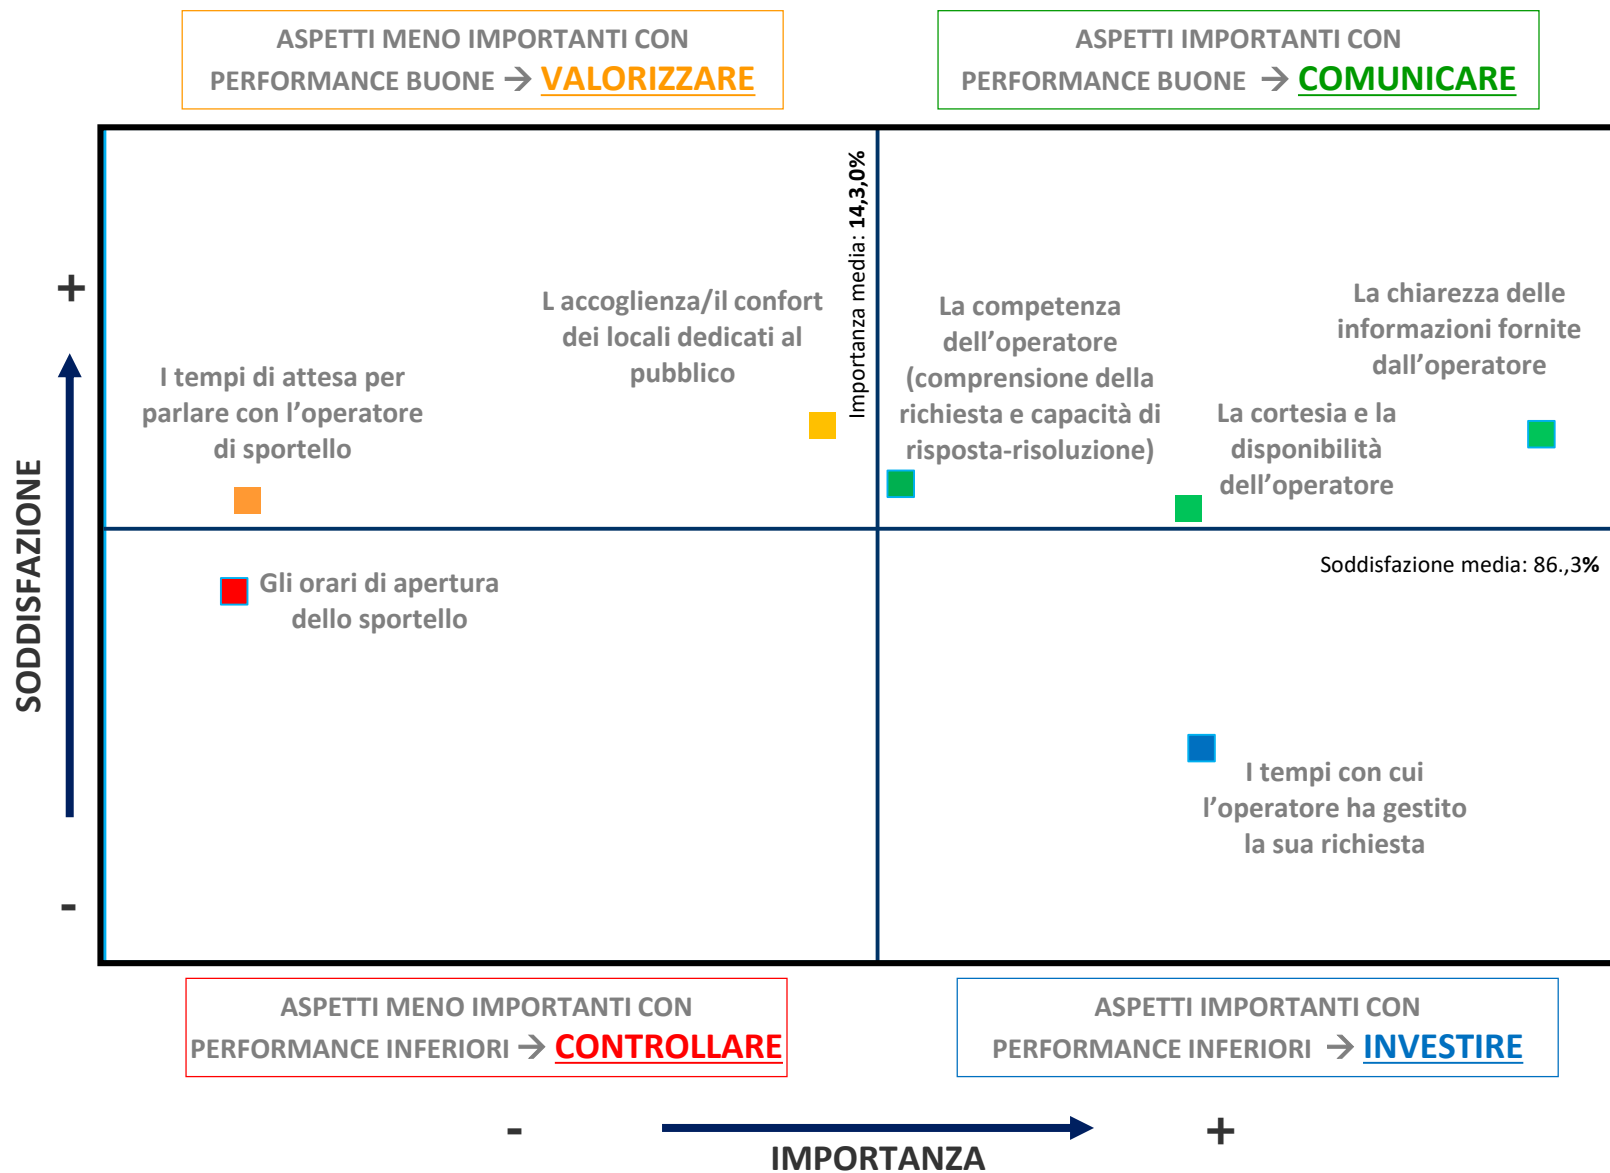 ASPETTI MENO IMPORTANTI CON
PERFORMANCE BUONE → VALORIZZARE
ASPETTI IMPORTANTI CON
PERFORMANCE BUONE → COMUNICARE
Importanza media: 14,3,0%
+
SODDISFAZIONE
-
I tempi di attesa per
parlare con l’operatore
di sportello
L accoglienza/il confort
dei locali dedicati al
pubblico
La competenza
dell’operatore
(comprensione della
richiesta e capacità di
risposta-risoluzione)
La cortesia e la
disponibilità
dell’operatore
La chiarezza delle
informazioni fornite
dall’operatore
Soddisfazione media: 86.,3%
Gli orari di apertura
dello sportello
I tempi con cui
l’operatore ha gestito
la sua richiesta
ASPETTI MENO IMPORTANTI CON
PERFORMANCE INFERIORI → CONTROLLARE
ASPETTI IMPORTANTI CON
PERFORMANCE INFERIORI → INVESTIRE
-
+
IMPORTANZA